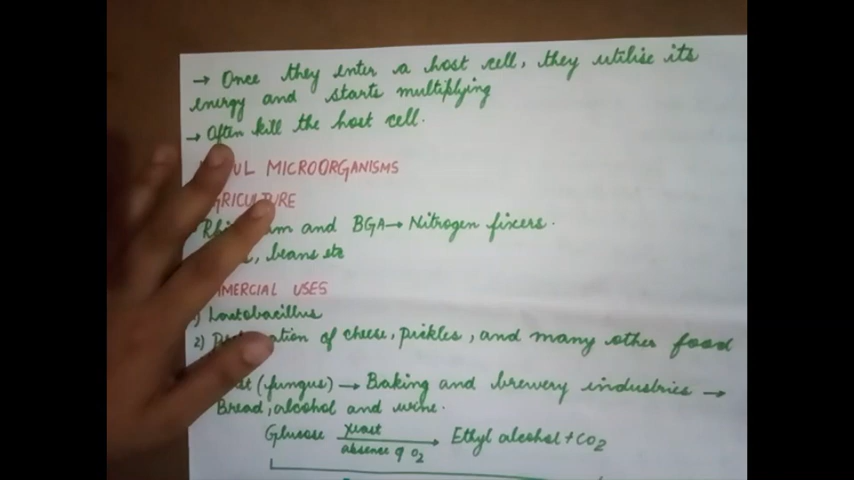 → Once they enter a host cell, they utilise its
energy and starts multiplying
→ Often kill the host cell.
MICROORGANISMS
and BGA → Nitrogen fixers.
, beans etc
USES
1) Lactobacillus
2) of cheese, pickles, and many other food
(fungus) → Baking and brewery industries →
Bread, alcohol and wine.
Glucose yeast
absence of O2 → Ethyl alcohol + CO2